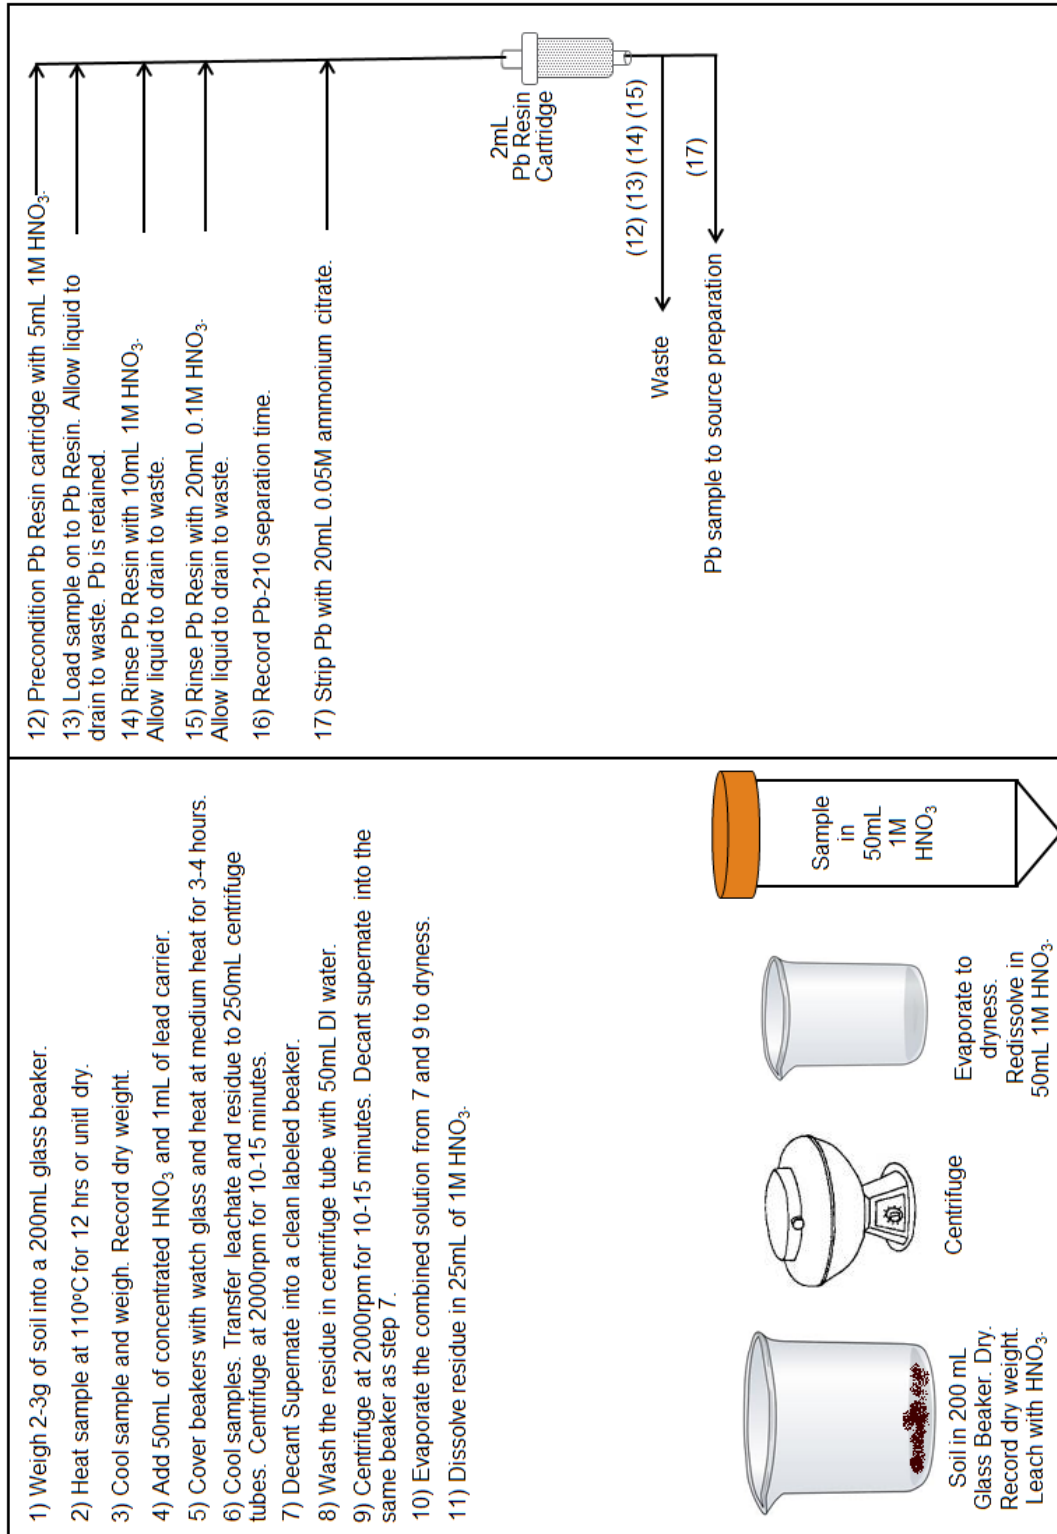 1) Weigh 2-3g of soil into a 200mL glass beaker.
2) Heat sample at 110ºC for 12 hrs or unitl dry.
3) Cool sample and weigh. Record dry weight.
4) Add 50mL of concentrated HNO₃ and 1mL of lead carrier.
5) Cover beakers with watch glass and heat at medium heat for 3-4 hours.
6) Cool samples. Transfer leachate and residue to 250mL centrifuge
tubes. Centrifuge at 2000rpm for 10-15 minutes.
7) Decant Supernate into a clean labeled beaker.
8) Wash the residue in centrifuge tube with 50mL DI water.
9) Centrifuge at 2000rpm for 10-15 minutes. Decant supernate into the
same beaker as step 7.
10) Evaporate the combined solution from 7 and 9 to dryness.
11) Dissolve residue in 25mL of 1M HNO₃.
Soil in 200 mL
Glass Beaker. Dry.
Record dry weight.
Leach with HNO₃.
Centrifuge
Evaporate to
dryness.
Redissolve in
50mL 1M HNO₃.
Sample
in
50mL
1M
HNO₃
12) Precondition Pb Resin cartridge with 5mL 1M HNO₃.
13) Load sample on to Pb Resin. Allow liquid to
drain to waste. Pb is retained.
14) Rinse Pb Resin with 10mL 1M HNO₃.
Allow liquid to drain to waste.
15) Rinse Pb Resin with 20mL 0.1M HNO₃.
Allow liquid to drain to waste.
16) Record Pb-210 separation time.
17) Strip Pb with 20mL 0.05M ammonium citrate.
2mL
Pb Resin
Cartridge
(12) (13) (14) (15)
(17)
Waste
Pb sample to source preparation